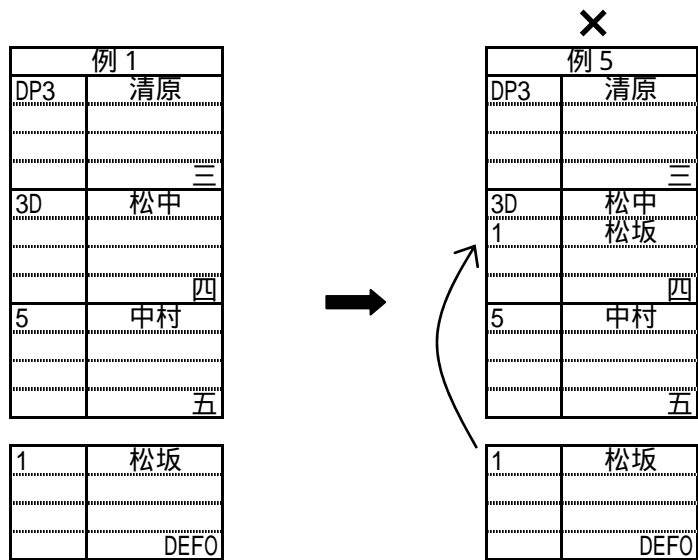 例 1
DP3 清原
三
3D 松中
四
5 中村
五
1 松坂
DEFO
×
例 5
DP3 清原
三
3D 松中
1 松坂
四
5 中村
五
1 松坂
DEFO